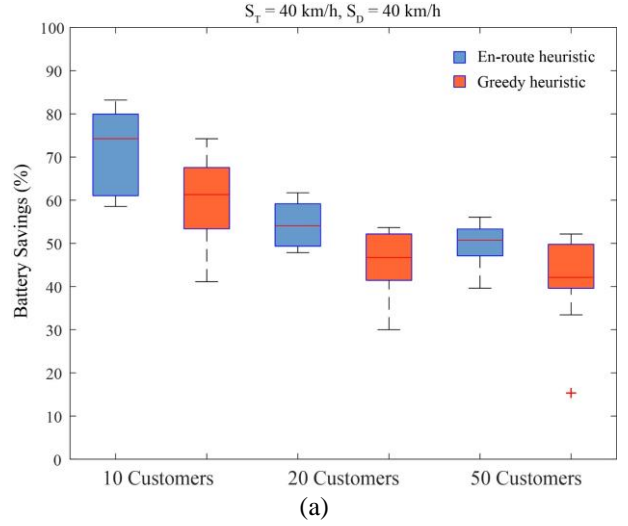 S_T = 40 km/h, S_D = 40 km/h
100
90
80
70
60
50
40
30
20
10
0
Battery Savings (%)
En-route heuristic
Greedy heuristic
10 Customers
20 Customers
50 Customers
(a)